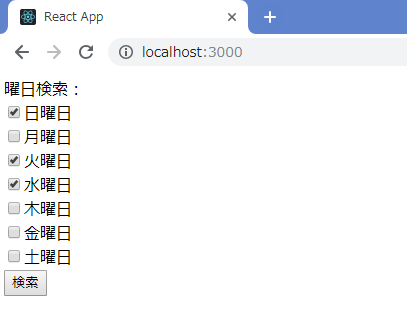 React App
localhost:3000
曜日検索：
日曜日
月曜日
火曜日
水曜日
木曜日
金曜日
土曜日
検索